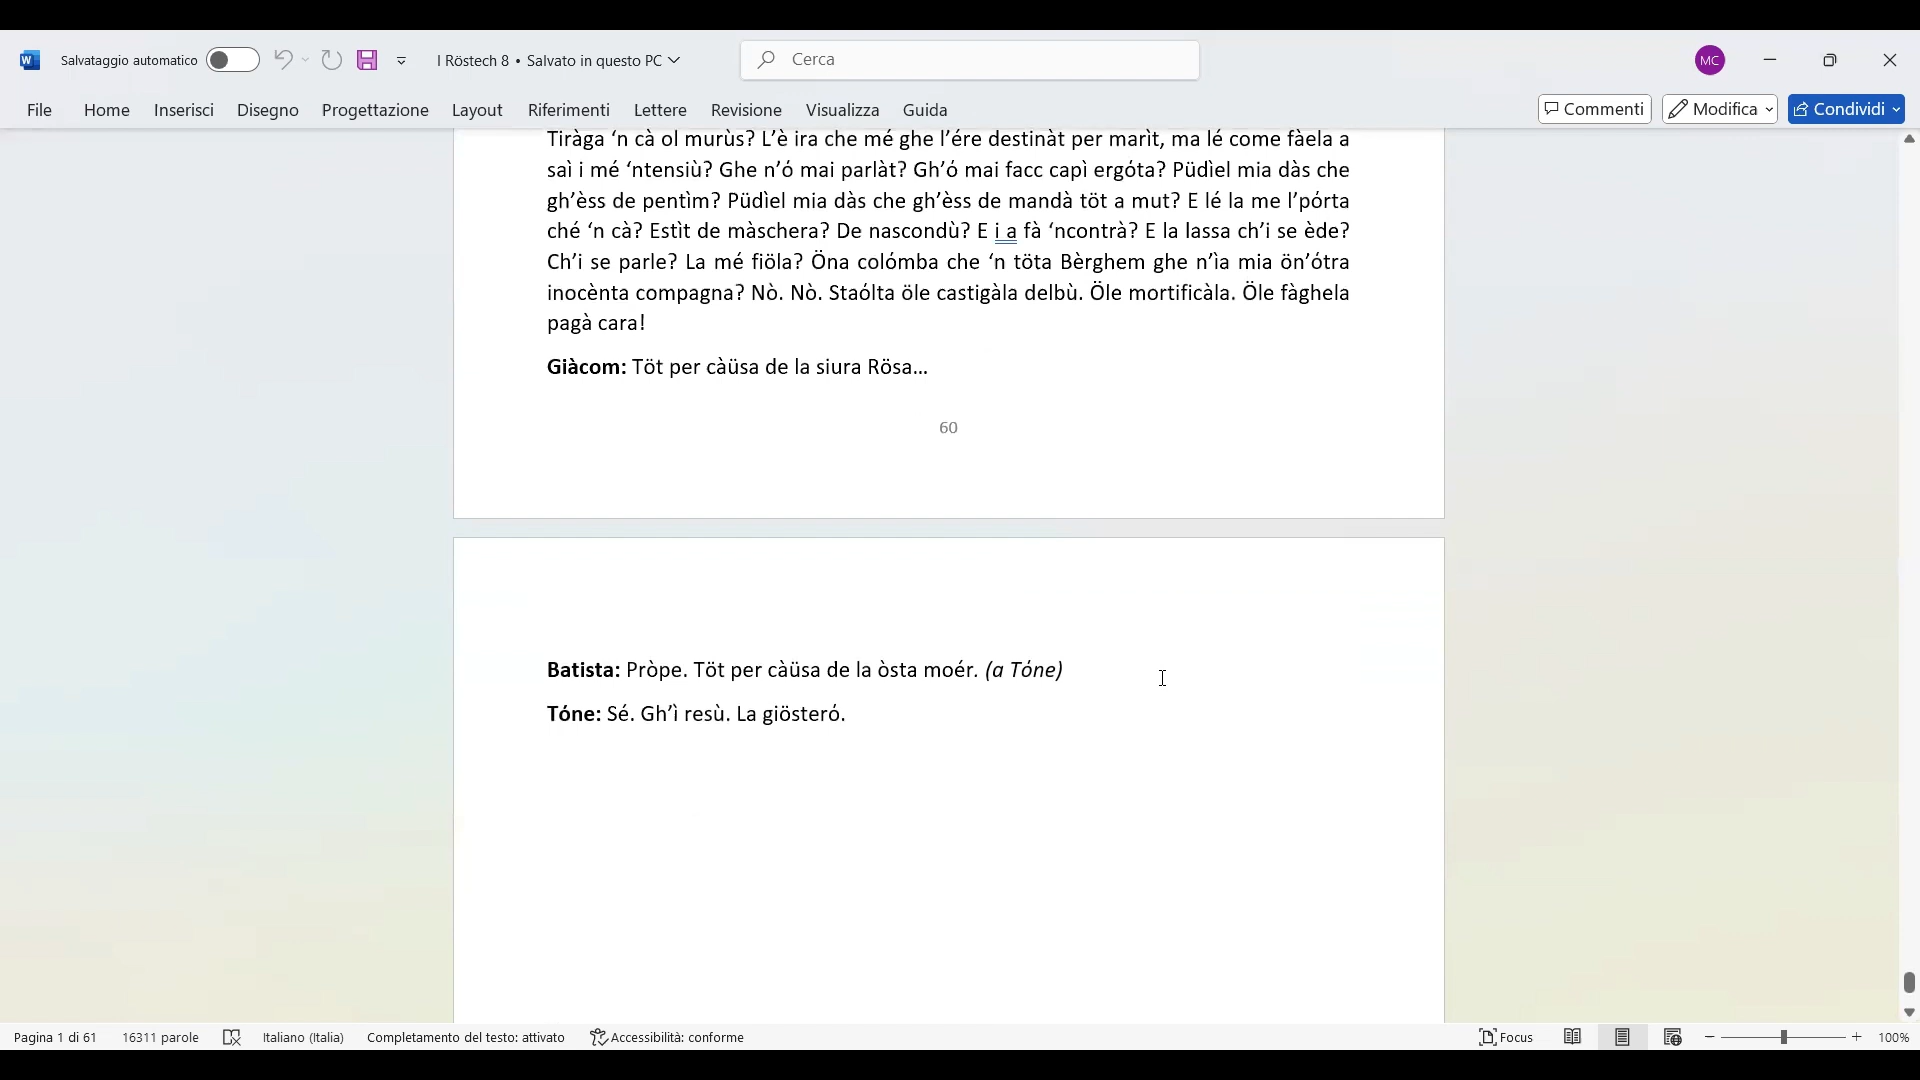 Salvataggio automatico
I Röstech 8 • Salvato in questo PC
Cerca
MC
File Home Inserisci Disegno Progettazione Layout Riferimenti Lettere Revisione Visualizza Guida
Commenti Modifica Condividi
Tiràga ‘n cà ol murùs? L’è ira che mé ghe l’ére destinàt per marìt, ma lé come fàela a
saì i mé ‘ntensiù? Ghe n’ó mai parlàt? Gh’ó mai facc capì ergóta? Püdìel mia dàs che
gh’èss de pentìm? Püdìel mia dàs che gh’èss de mandà töt a mut? E lé la me l’pórta
ché ‘n cà? Estìt de màschera? De nascondù? E i a fà ‘ncontrà? E la lassa ch’i se ède?
Ch’i se parle? La mé fiöla? Öna colómba che ‘n töta Bèrghem ghe n’ìa mia ön’ótra
inocènta compagna? Nò. Nò. Staólta öle castigàla delbù. Öle mortificàla. Öle fàghela
pagà cara!
Giàcom: Töt per càüsa de la siura Rösa...
60
Batista: Pròpe. Töt per càüsa de la òsta moér. (a Tóne)
Tóne: Sé. Gh’ì resù. La giösteró.
Pagina 1 di 61 16311 parole Italiano (Italia) Completamento del testo: attivato Accessibilità: conforme Focus 100%